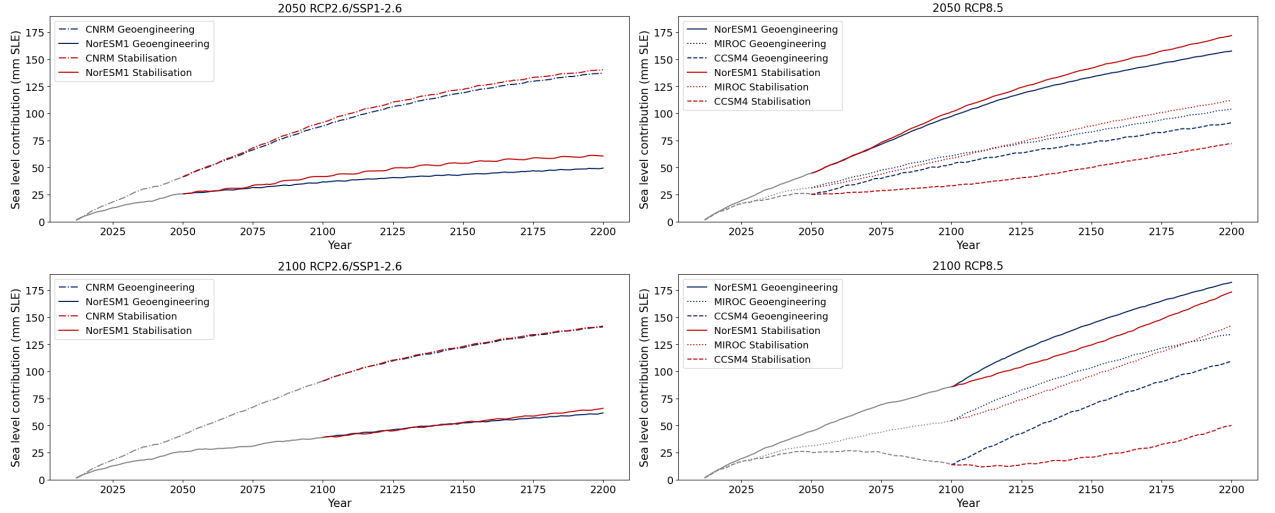 2050 RCP2.6/SSP1-2.6
Sea level contribution (mm SLE)
175
150
125
100
75
50
25
0
CNRM Geoengineering
NorESM1 Geoengineering
CNRM Stabilisation
NorESM1 Stabilisation
2025 2050 2075 2100 2125 2150 2175 2200
Year
2050 RCP8.5
Sea level contribution (mm SLE)
175
150
125
100
75
50
25
0
NorESM1 Geoengineering
MIROC Geoengineering
CCSM4 Geoengineering
NorESM1 Stabilisation
MIROC Stabilisation
CCSM4 Stabilisation
2025 2050 2075 2100 2125 2150 2175 2200
Year
2100 RCP2.6/SSP1-2.6
Sea level contribution (mm SLE)
175
150
125
100
75
50
25
0
CNRM Geoengineering
NorESM1 Geoengineering
CNRM Stabilisation
NorESM1 Stabilisation
2025 2050 2075 2100 2125 2150 2175 2200
Year
2100 RCP8.5
Sea level contribution (mm SLE)
175
150
125
100
75
50
25
0
NorESM1 Geoengineering
MIROC Geoengineering
CCSM4 Geoengineering
NorESM1 Stabilisation
MIROC Stabilisation
CCSM4 Stabilisation
2025 2050 2075 2100 2125 2150 2175 2200
Year